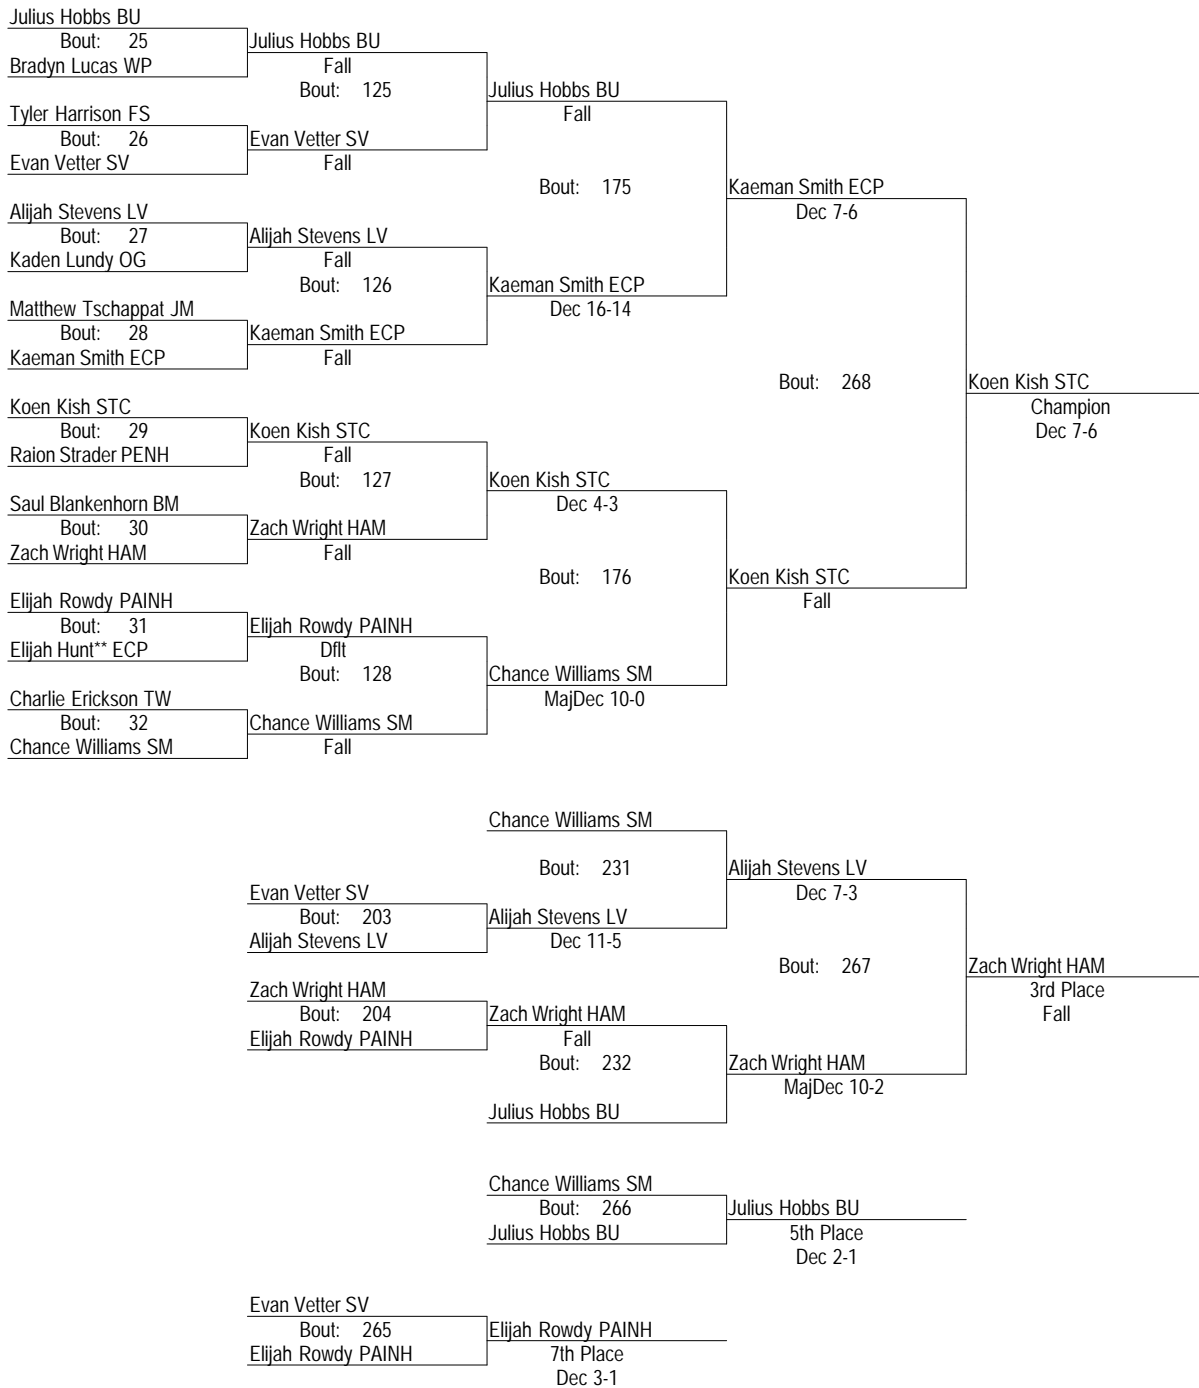 Julius Hobbs BU
Bout: 25
Bradyn Lucas WP
Julius Hobbs BU
Fall
Bout: 125
Tyler Harrison FS
Bout: 26
Evan Vetter SV
Evan Vetter SV
Fall
Julius Hobbs BU
Fall
Bout: 175
Alijah Stevens LV
Bout: 27
Kaden Lundy OG
Alijah Stevens LV
Fall
Bout: 126
Matthew Tschappat JM
Bout: 28
Kaeman Smith ECP
Kaeman Smith ECP
Fall
Kaeman Smith ECP
Dec 16-14
Kaeman Smith ECP
Dec 7-6
Bout: 268
Koen Kish STC
Champion
Dec 7-6
Koen Kish STC
Bout: 29
Raion Strader PENH
Koen Kish STC
Fall
Bout: 127
Saul Blankenhorn BM
Bout: 30
Zach Wright HAM
Zach Wright HAM
Fall
Koen Kish STC
Dec 4-3
Bout: 176
Koen Kish STC
Fall
Elijah Rowdy PAINH
Bout: 31
Elijah Hunt** ECP
Elijah Rowdy PAINH
Dflt
Bout: 128
Charlie Erickson TW
Bout: 32
Chance Williams SM
Chance Williams SM
Fall
Chance Williams SM
MajDec 10-0
Chance Williams SM
Bout: 231
Evan Vetter SV
Bout: 203
Alijah Stevens LV
Alijah Stevens LV
Dec 11-5
Alijah Stevens LV
Dec 7-3
Bout: 267
Zach Wright HAM
3rd Place
Fall
Zach Wright HAM
Bout: 204
Elijah Rowdy PAINH
Zach Wright HAM
Fall
Bout: 232
Julius Hobbs BU
Zach Wright HAM
MajDec 10-2
Chance Williams SM
Bout: 266
Julius Hobbs BU
Julius Hobbs BU
5th Place
Dec 2-1
Evan Vetter SV
Bout: 265
Elijah Rowdy PAINH
Elijah Rowdy PAINH
7th Place
Dec 3-1